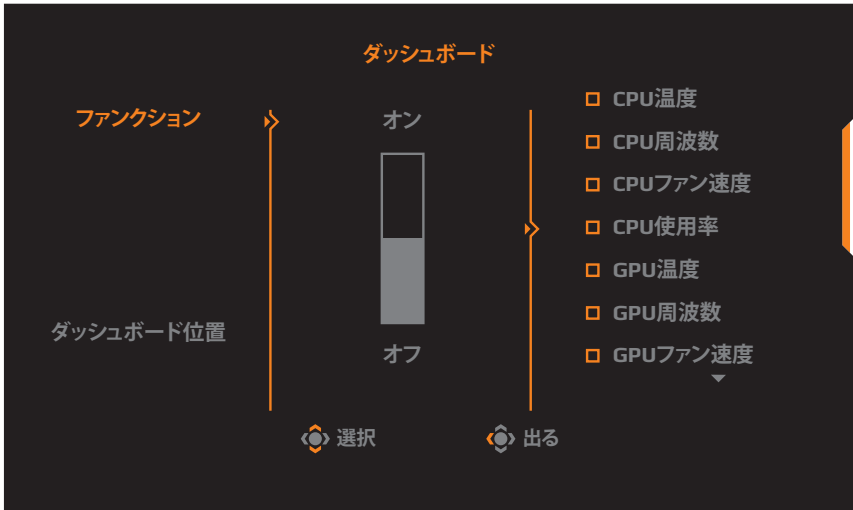 ダッシュボード
ファンクション
ダッシュボード位置
オン
オフ
CPU温度
CPU周波数
CPUファン速度
CPU使用率
GPU温度
GPU周波数
GPUファン速度
選択
出る